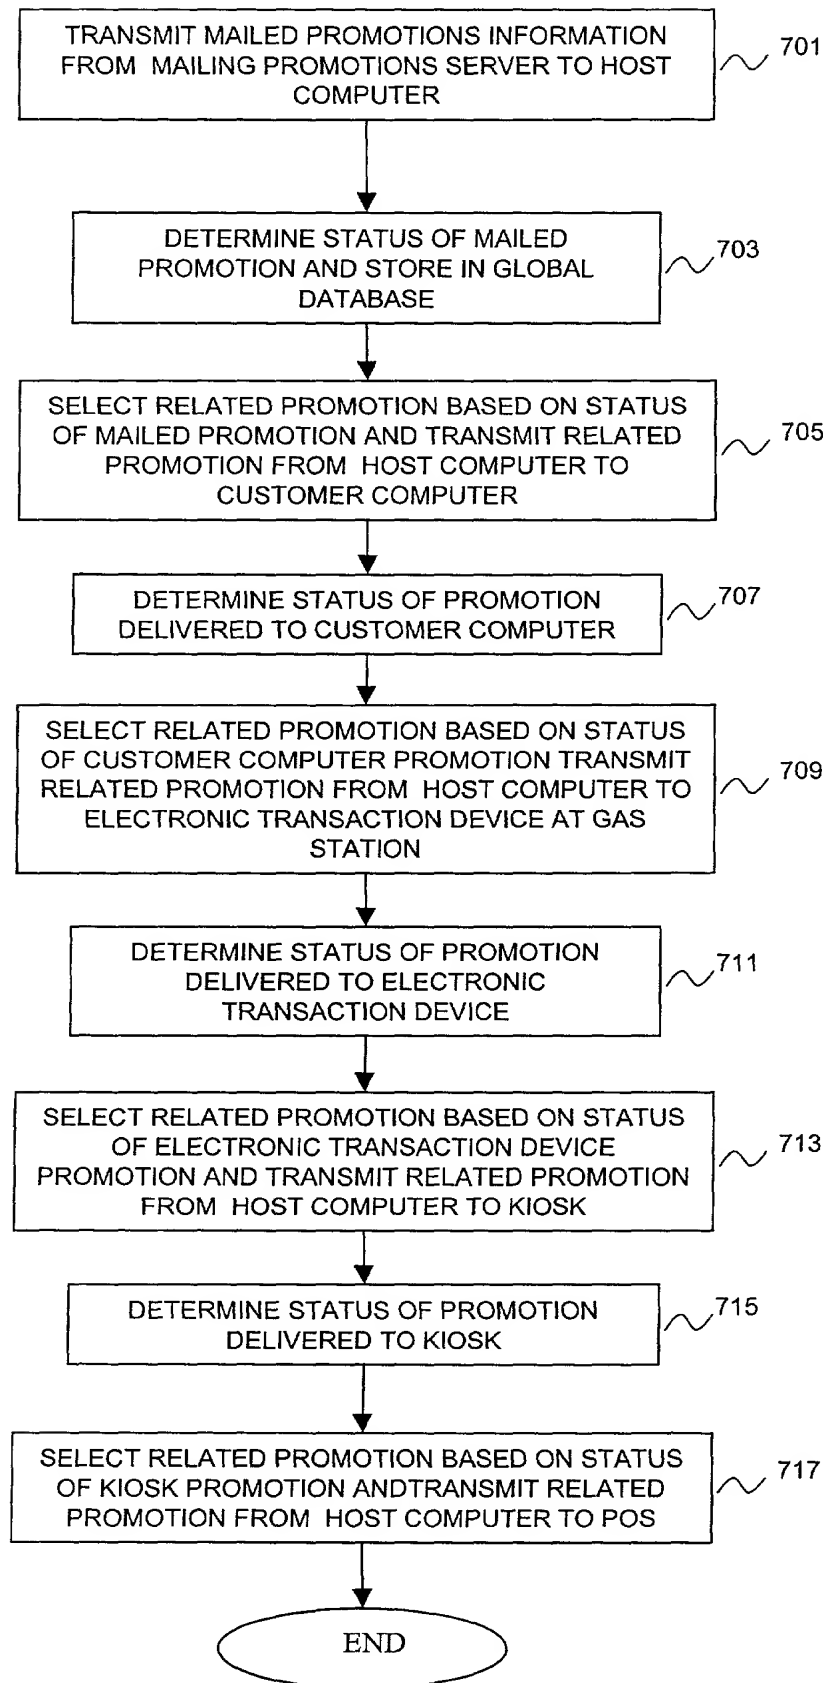 TRANSMIT MAILED PROMOTIONS INFORMATION
FROM MAILING PROMOTIONS SERVER TO HOST
COMPUTER
701
DETERMINE STATUS OF MAILED
PROMOTION AND STORE IN GLOBAL
DATABASE
703
SELECT RELATED PROMOTION BASED ON STATUS
OF MAILED PROMOTION AND TRANSMIT RELATED
PROMOTION FROM HOST COMPUTER TO
CUSTOMER COMPUTER
705
DETERMINE STATUS OF PROMOTION
DELIVERED TO CUSTOMER COMPUTER
707
SELECT RELATED PROMOTION BASED ON STATUS
OF CUSTOMER COMPUTER PROMOTION TRANSMIT
RELATED PROMOTION FROM HOST COMPUTER TO
ELECTRONIC TRANSACTION DEVICE AT GAS
STATION
709
DETERMINE STATUS OF PROMOTION
DELIVERED TO ELECTRONIC
TRANSACTION DEVICE
711
SELECT RELATED PROMOTION BASED ON STATUS
OF ELECTRONIC TRANSACTION DEVICE
PROMOTION AND TRANSMIT RELATED PROMOTION
FROM HOST COMPUTER TO KIOSK
713
DETERMINE STATUS OF PROMOTION
DELIVERED TO KIOSK
715
SELECT RELATED PROMOTION BASED ON STATUS
OF KIOSK PROMOTION ANDTRANSMIT RELATED
PROMOTION FROM HOST COMPUTER TO POS
717
END